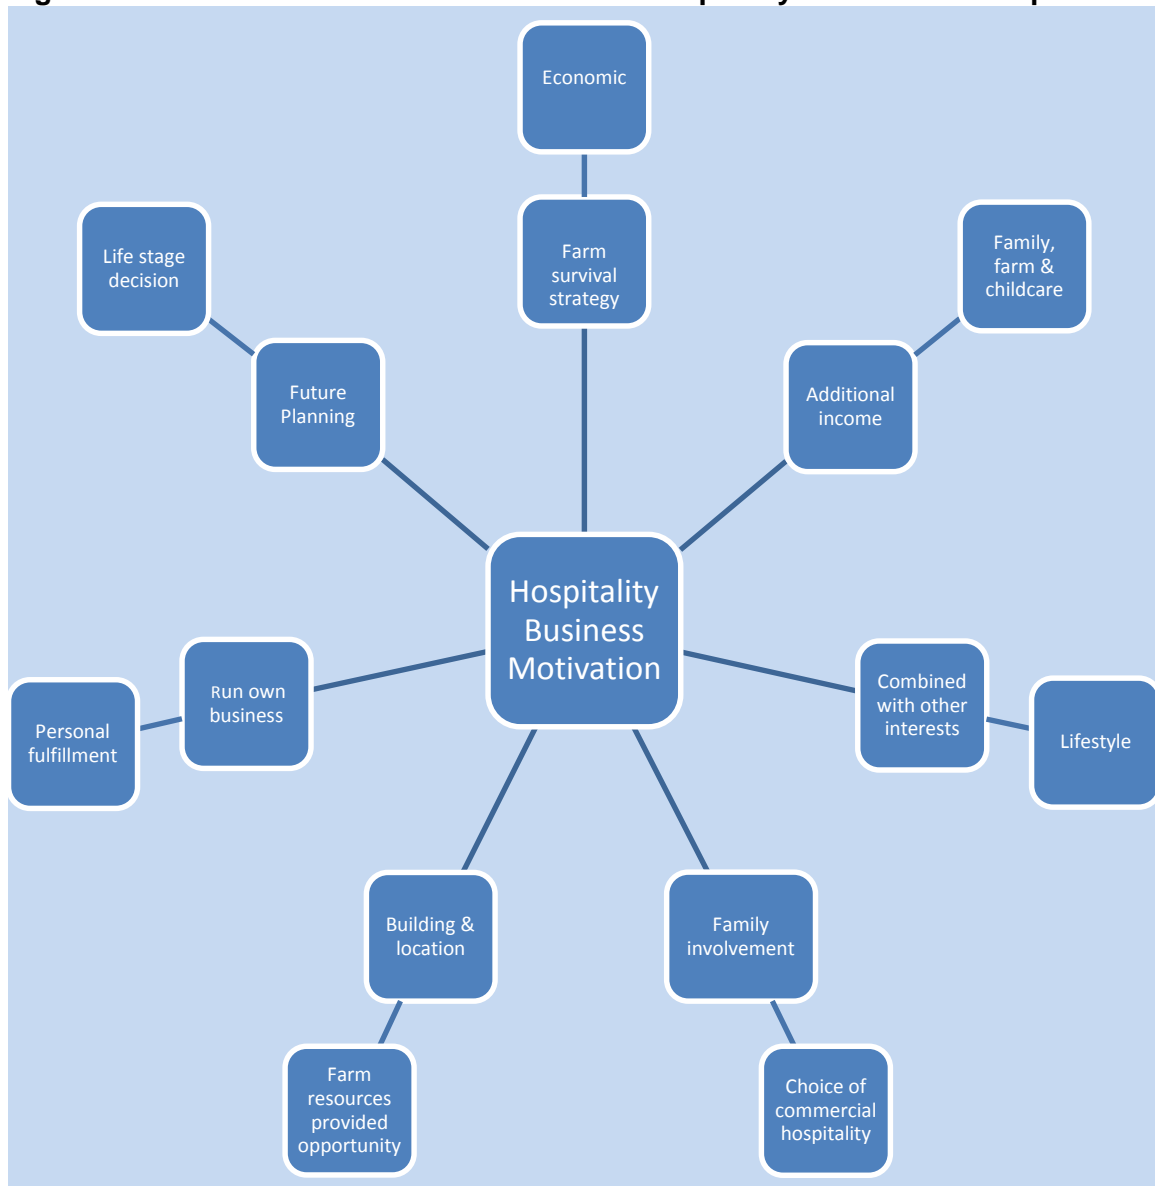 Economic
Farm
survival
strategy
Family,
farm &
childcare
Additional
income
Life stage
decision
Future
Planning
Hospitality
Business
Motivation
Combined
with other
interests
Lifestyle
Run own
business
Personal
fulfillment
Building &
location
Farm
resources
provided
opportunity
Family
involvement
Choice of
commercial
hospitality